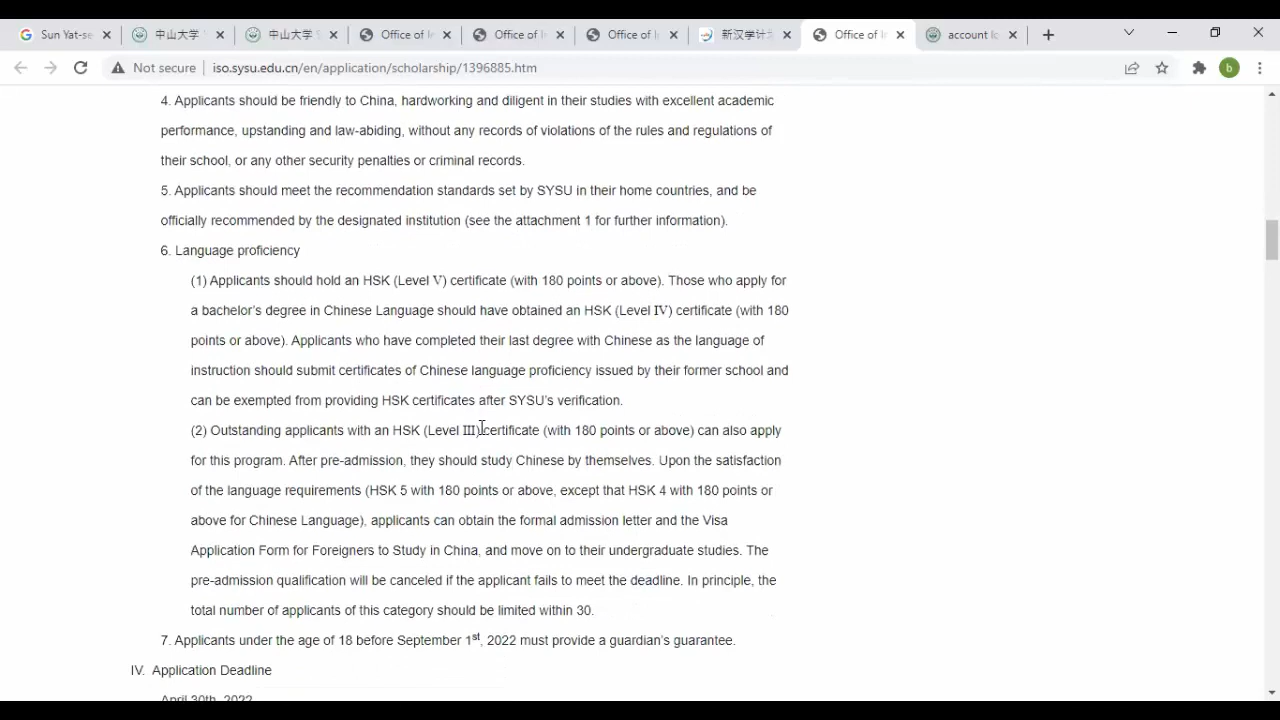 Sun Yat-se
中山大学
中山大学
Office of I
Office of I
Office of I
新汉学计
Office of I
account lo
Not secure
iso.sysu.edu.cn/en/application/scholarship/1396885.htm
b
4. Applicants should be friendly to China, hardworking and diligent in their studies with excellent academic
performance, upstanding and law-abiding, without any records of violations of the rules and regulations of
their school, or any other security penalties or criminal records.
5. Applicants should meet the recommendation standards set by SYSU in their home countries, and be
officially recommended by the designated institution (see the attachment 1 for further information).
6. Language proficiency
(1) Applicants should hold an HSK (Level V) certificate (with 180 points or above). Those who apply for
a bachelor's degree in Chinese Language should have obtained an HSK (Level IV) certificate (with 180
points or above). Applicants who have completed their last degree with Chinese as the language of
instruction should submit certificates of Chinese language proficiency issued by their former school and
can be exempted from providing HSK certificates after SYSU's verification.
(2) Outstanding applicants with an HSK (Level III) certificate (with 180 points or above) can also apply
for this program. After pre-admission, they should study Chinese by themselves. Upon the satisfaction
of the language requirements (HSK 5 with 180 points or above, except that HSK 4 with 180 points or
above for Chinese Language), applicants can obtain the formal admission letter and the Visa
Application Form for Foreigners to Study in China, and move on to their undergraduate studies. The
pre-admission qualification will be canceled if the applicant fails to meet the deadline. In principle, the
total number of applicants of this category should be limited within 30.
7. Applicants under the age of 18 before September 1st, 2022 must provide a guardian's guarantee.
IV. Application Deadline
April 30th, 2022